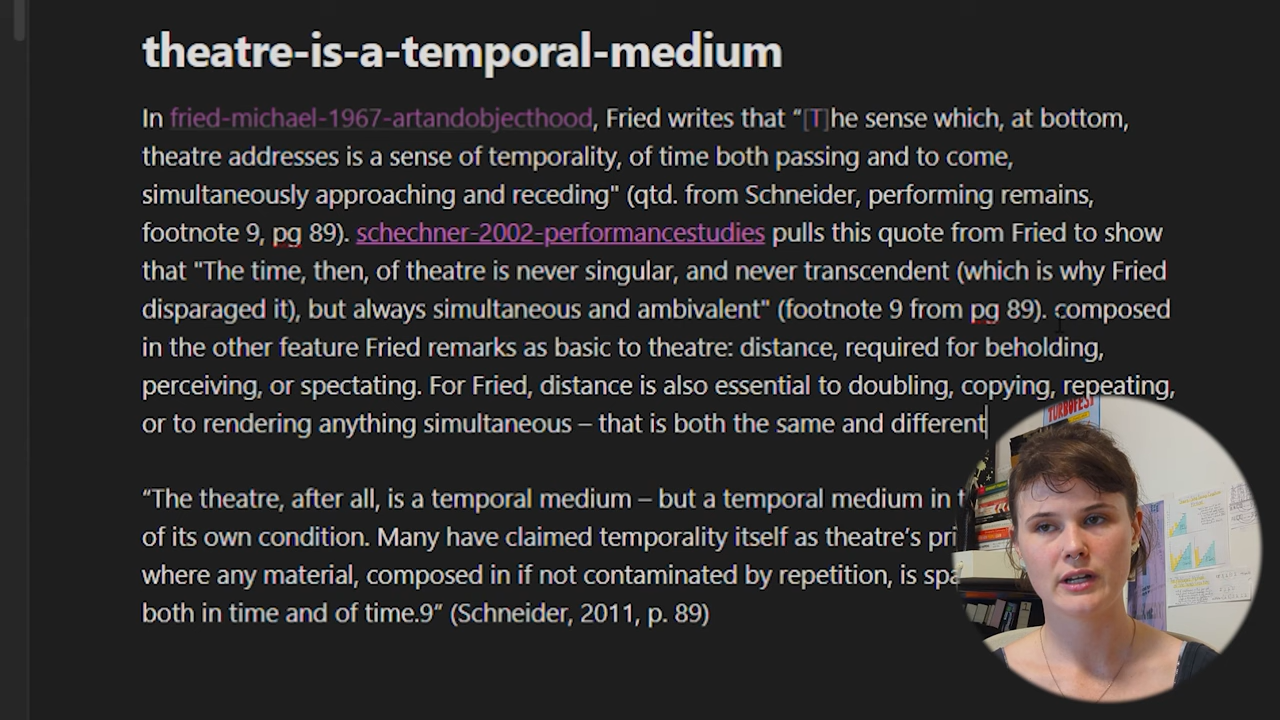 theatre-is-a-temporal-medium
In fried-michael-1967-artandobjecthood, Fried writes that “[T]he sense which, at bottom,
theatre addresses is a sense of temporality, of time both passing and to come,
simultaneously approaching and receding" (qtd. from Schneider, performing remains,
footnote 9, pg 89). schechner-2002-performancestudies pulls this quote from Fried to show
that "The time, then, of theatre is never singular, and never transcendent (which is why Fried
disparaged it), but always simultaneous and ambivalent" (footnote 9 from pg 89). composed
in the other feature Fried remarks as basic to theatre: distance, required for beholding,
perceiving, or spectating. For Fried, distance is also essential to doubling, copying, repeating,
or to rendering anything simultaneous – that is both the same and different
“The theatre, after all, is a temporal medium – but a temporal medium in
of its own condition. Many have claimed temporality itself as theatre’s
where any material, composed in if not contaminated by repetition, is
both in time and of time.9” (Schneider, 2011, p. 89)
TURBOFEST